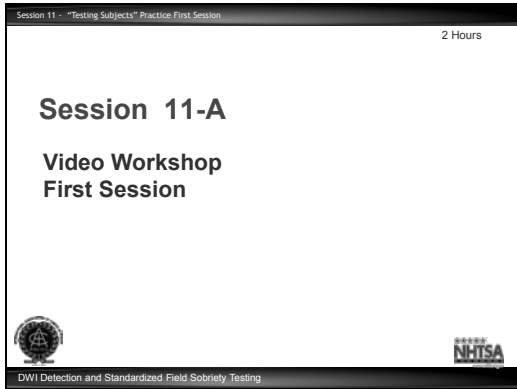 Session 11 - "Testing Subjects" Practice First Session
2 Hours
Session 11-A
Video Workshop
First Session
NHTSA
DWI Detection and Standardized Field Sobriety Testing